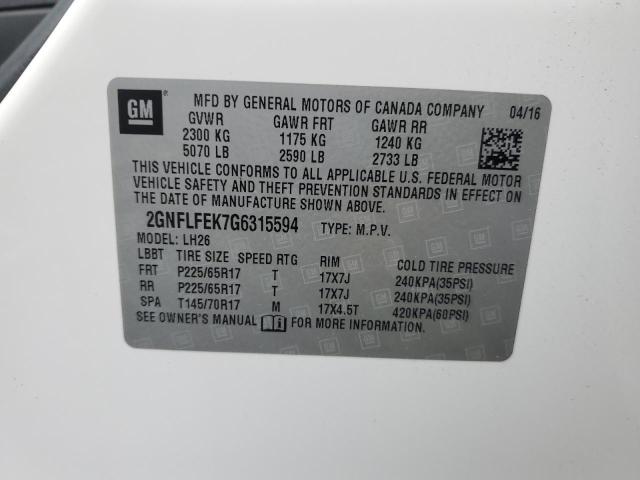 GM
MFD BY GENERAL MOTORS OF CANADA COMPANY 04/16
GVWR GAWR FRT GAWR RR
2300 KG 1175 KG 1240 KG
5070 LB 2590 LB 2733 LB
THIS VEHICLE CONFORMS TO ALL APPLICABLE U.S. FEDERAL MOTOR
VEHICLE SAFETY AND THEFT PREVENTION STANDARDS IN EFFECT ON
THE DATE OF MANUFACTURE SHOWN ABOVE.
2GNFLFEK7G6315594 TYPE: M.P.V.
MODEL: LH26
LBBT TIRE SIZE SPEED RTG RIM COLD TIRE PRESSURE
FRT P225/65R17 T 17X7J 240KPA(35PSI)
RR P225/65R17 T 17X7J 240KPA(35PSI)
SPA T145/70R17 M 17X4.5T 420KPA(60PSI)
SEE OWNER'S MANUAL FOR MORE INFORMATION.